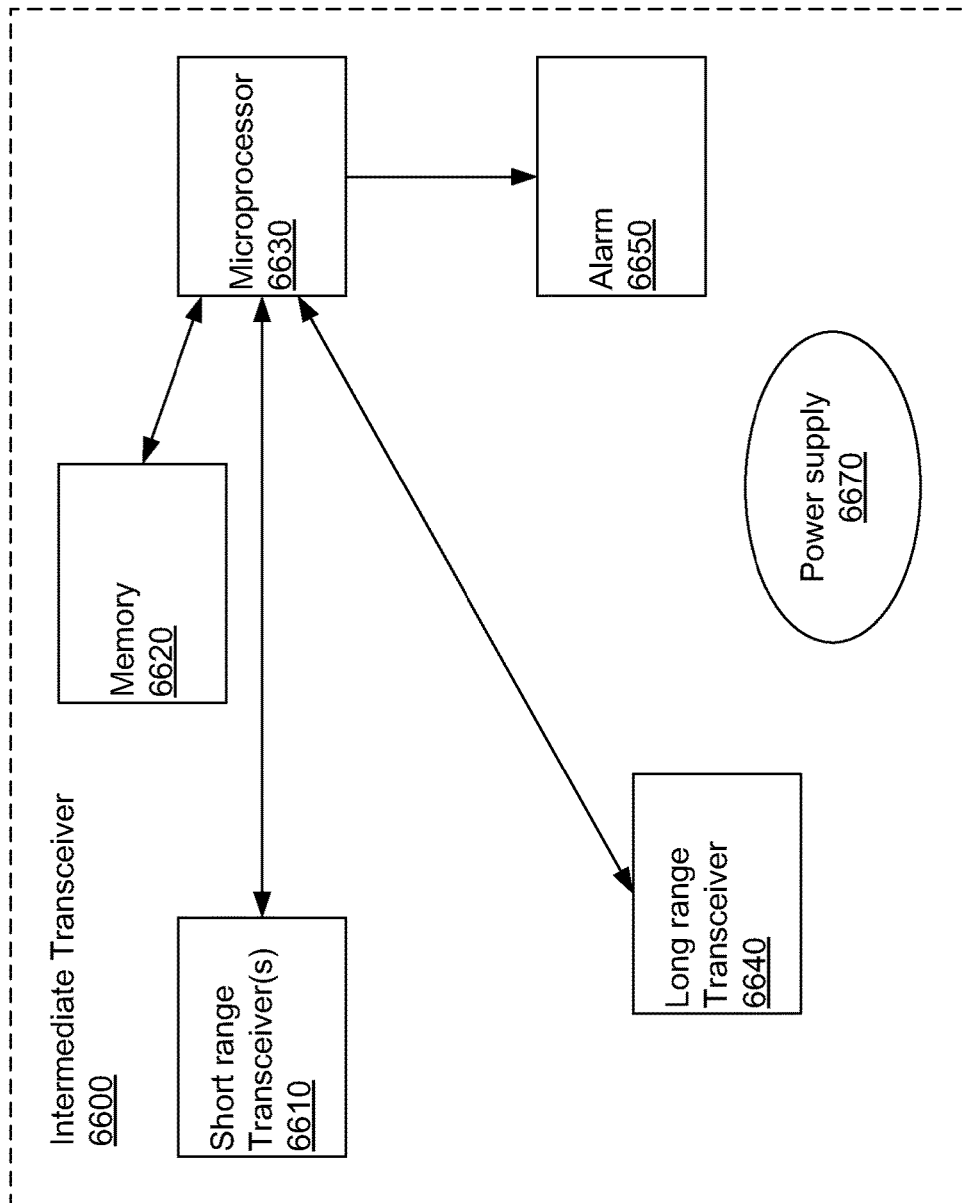 Intermediate Transceiver
6600
Short range
Transceiver(s)
6610
Memory
6620
Microprocessor
6630
Long range
Transceiver
6640
Alarm
6650
Power supply
6670